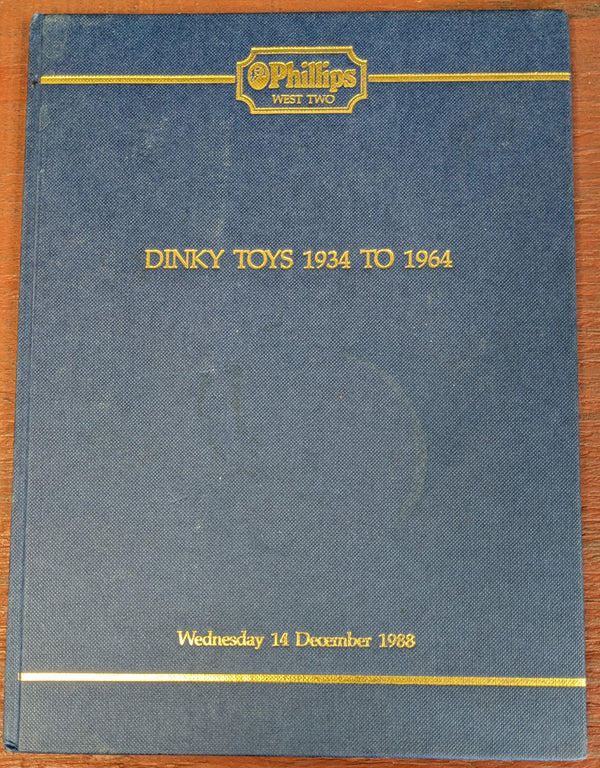 Phillips
WEST TWO
DINKY TOYS 1934 TO 1964
Wednesday 14 December 1988